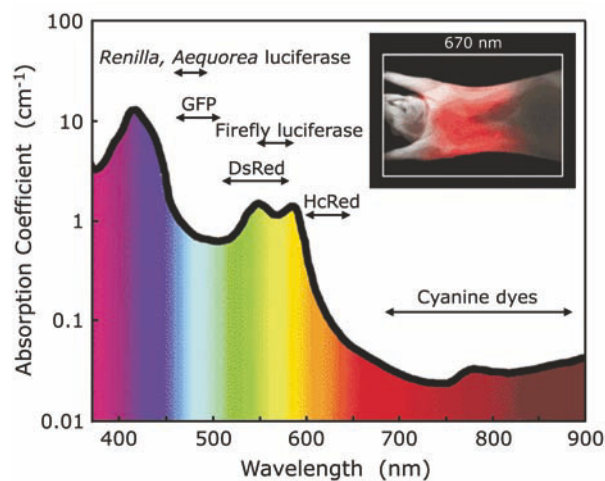 100
10
1
0.1
0.01
Absorption Coefficient (cm⁻¹)
Renilla, Aequorea luciferase
GFP
Firefly luciferase
DsRed
HcRed
Cyanine dyes
670 nm
400 500 600 700 800 900
Wavelength (nm)